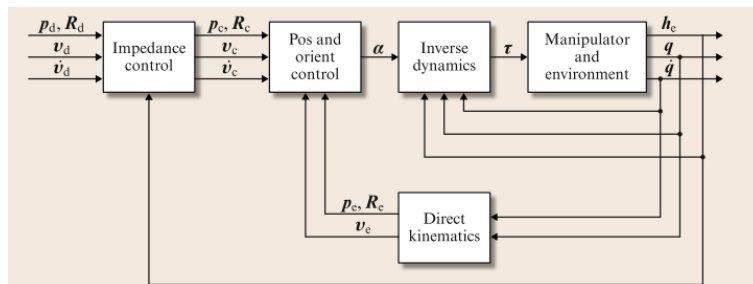 p_d, R_d
v_d
v̇_d
Impedance
control
p_c, R_c
v_c
v̇_c
Pos and
orient
control
α
Inverse
dynamics
τ
Manipulator
and
environment
h_e
q
q̇
p_e, R_e
v_e
Direct
kinematics